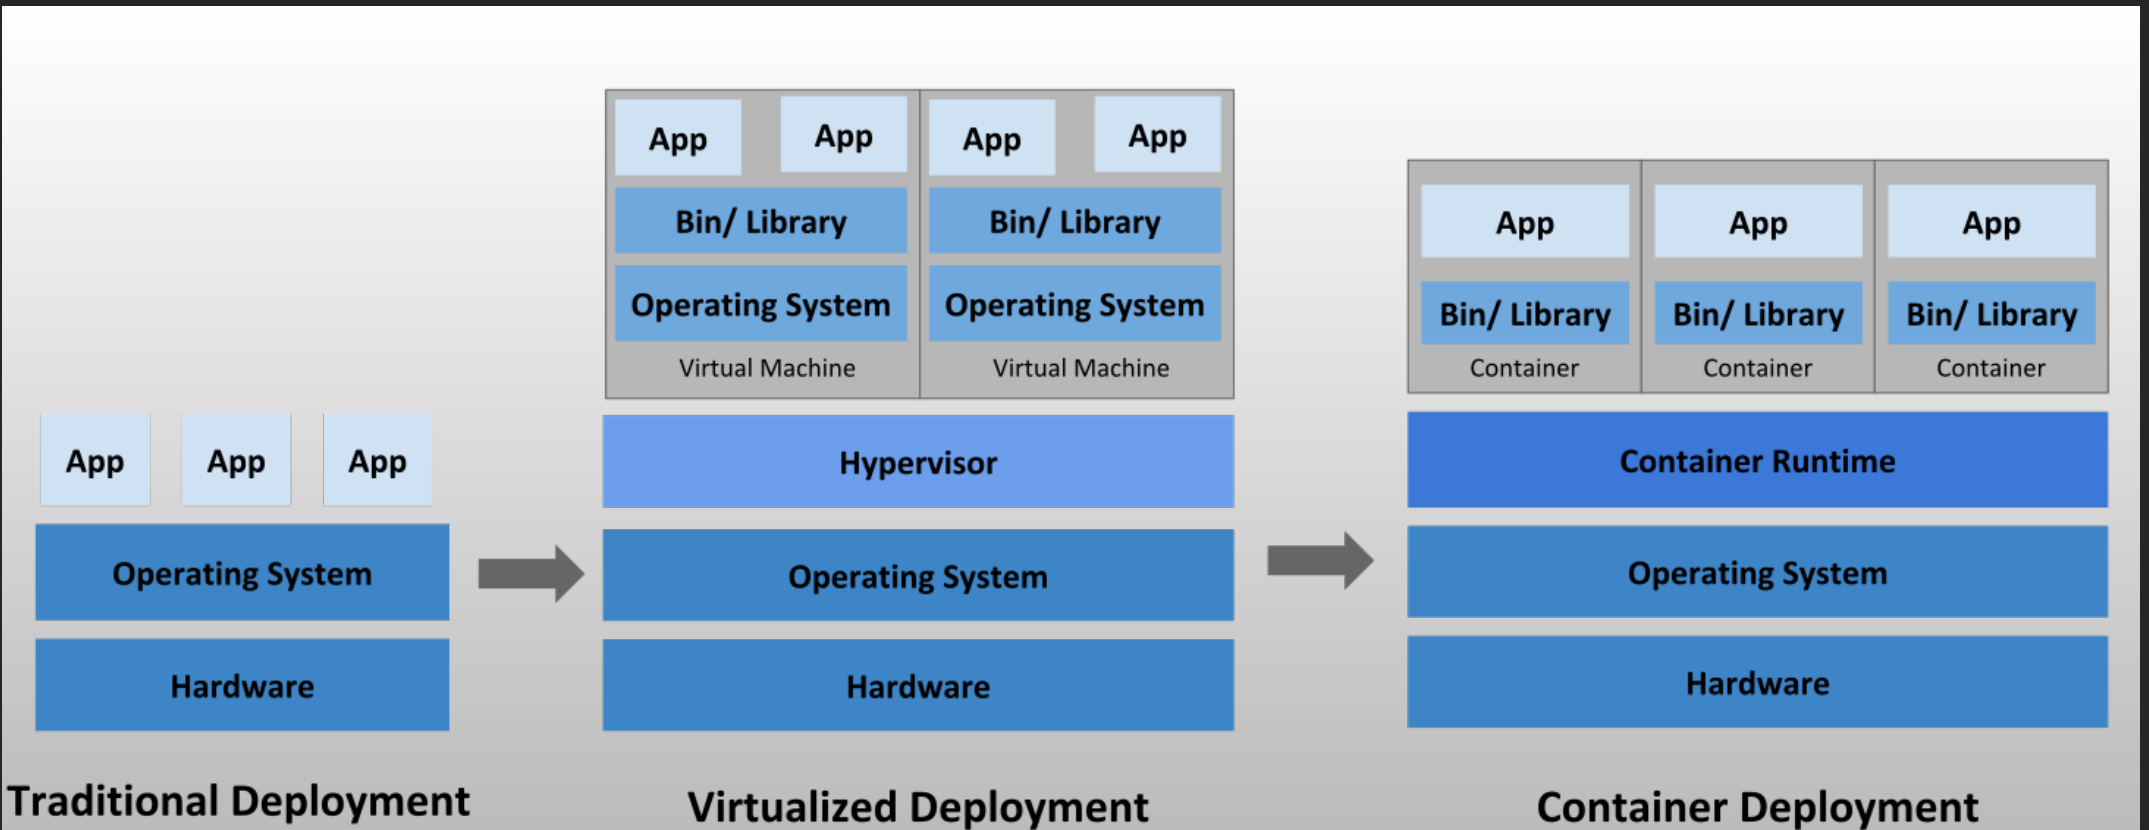 App
App
App
Operating System
Hardware
Traditional Deployment
App
App
App
App
Bin/ Library
Bin/ Library
Operating System
Operating System
Virtual Machine
Virtual Machine
Hypervisor
Operating System
Hardware
Virtualized Deployment
App
App
App
Bin/ Library
Bin/ Library
Bin/ Library
Container
Container
Container
Container Runtime
Operating System
Hardware
Container Deployment